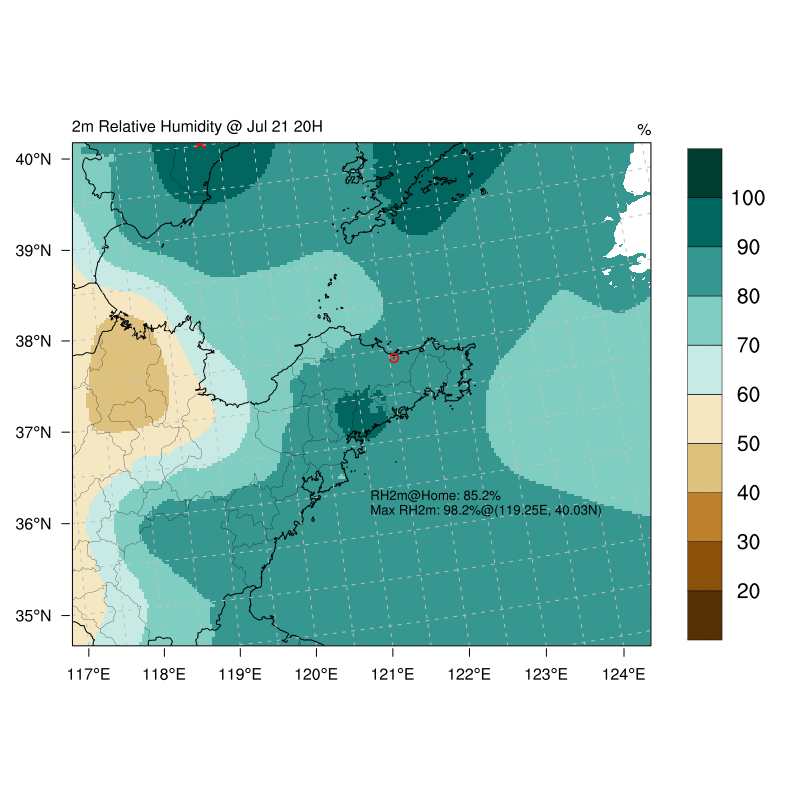 2m Relative Humidity @ Jul 21 20H
%
40°N
39°N
38°N
37°N
36°N
35°N
117°E
118°E
119°E
120°E
121°E
122°E
123°E
124°E
RH2m@Home: 85.2%
Max RH2m: 98.2%@(119.25E, 40.03N)
100
90
80
70
60
50
40
30
20